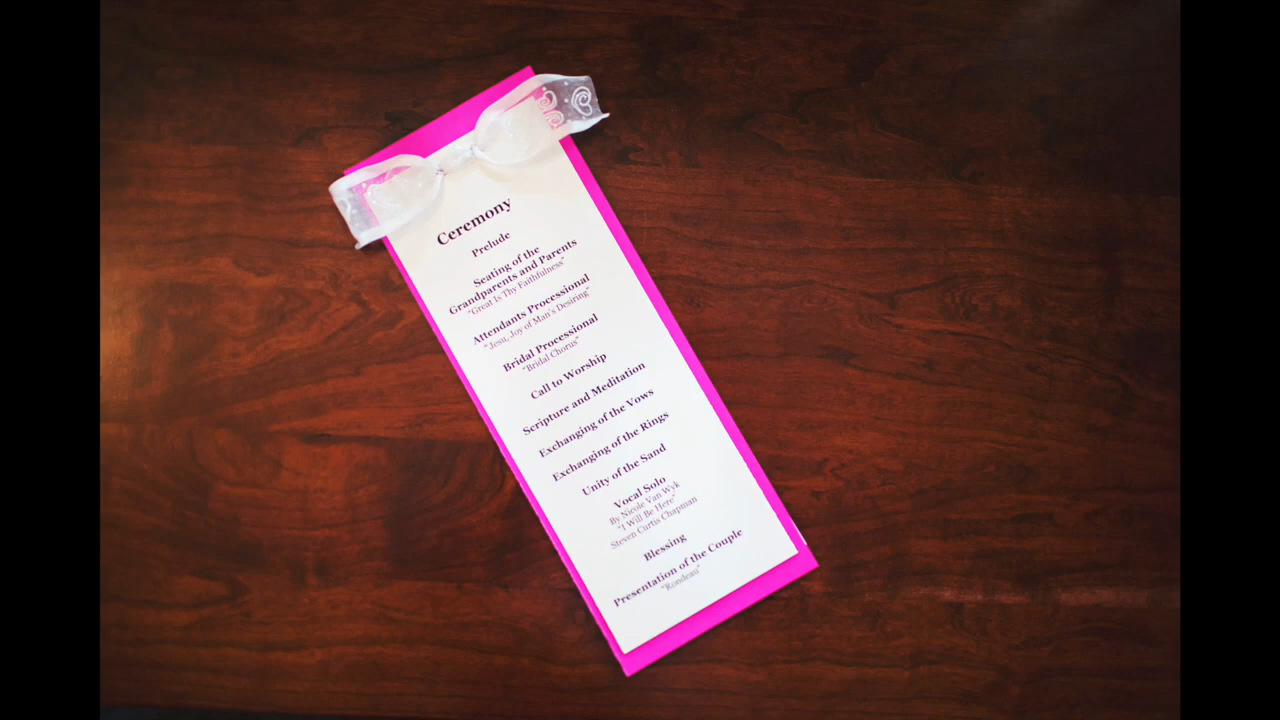 Ceremony
Prelude
Seating of the
Grandparents and Parents
"Great Is Thy Faithfulness"
Attendants Processional
"Jesu, Joy of Man's Desiring"
Bridal Processional
"Bridal Chorus"
Call to Worship
Scripture and Meditation
Exchanging of the Vows
Exchanging of the Rings
Unity of the Sand
Vocal Solo
By Nicole Van Wyk
"I Will Be Here"
Steven Curtis Chapman
Blessing
Presentation of the Couple
"Rondeau"